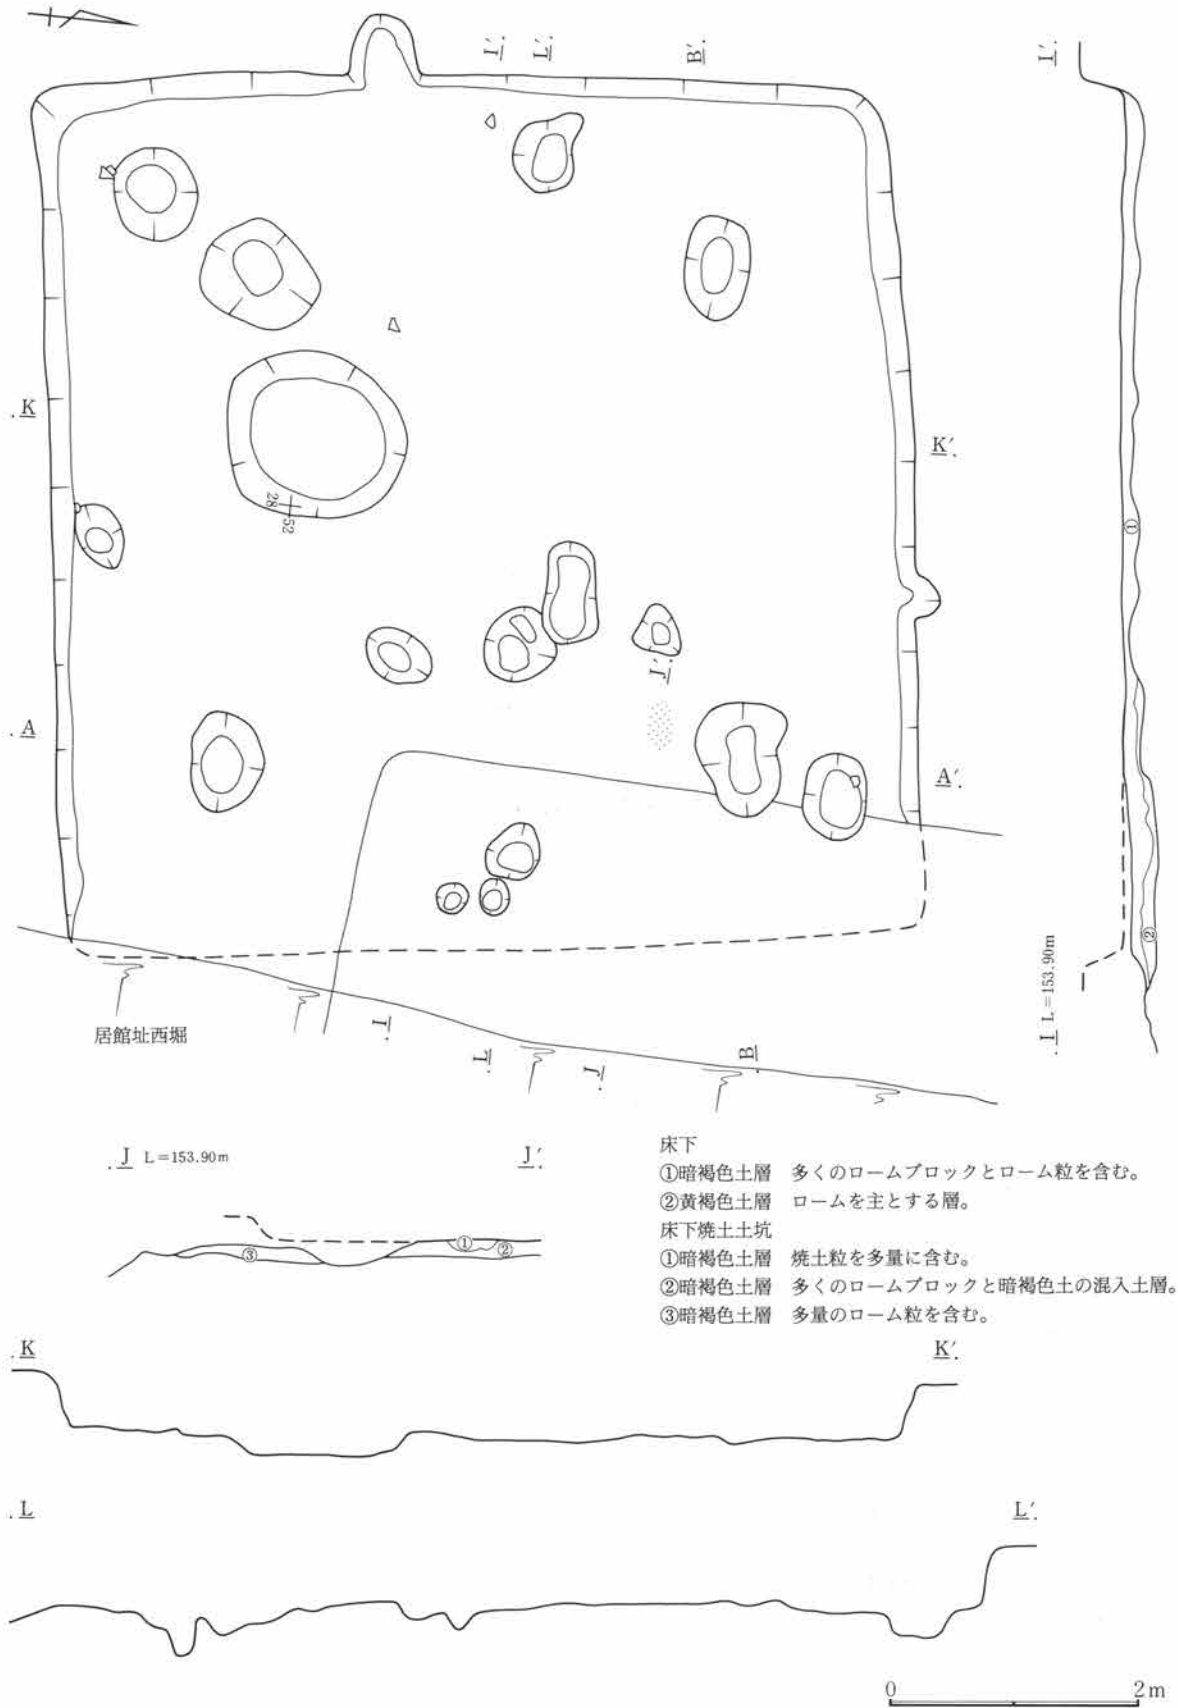 I′.
L′.
B′.
I′.
.K
K′.
28
52
①
J′.
.A
A′.
②
居館址西堀
I.
L.
J.
B.
.I L=153.90m
.J L=153.90m
J′.
①
②
③
床下
①暗褐色土層 多くのロームブロックとローム粒を含む。
②黄褐色土層 ロームを主とする層。
床下焼土土坑
①暗褐色土層 焼土粒を多量に含む。
②暗褐色土層 多くのロームブロックと暗褐色土の混入土層。
③暗褐色土層 多量のローム粒を含む。
.K
K′.
.L
L′.
0 2m